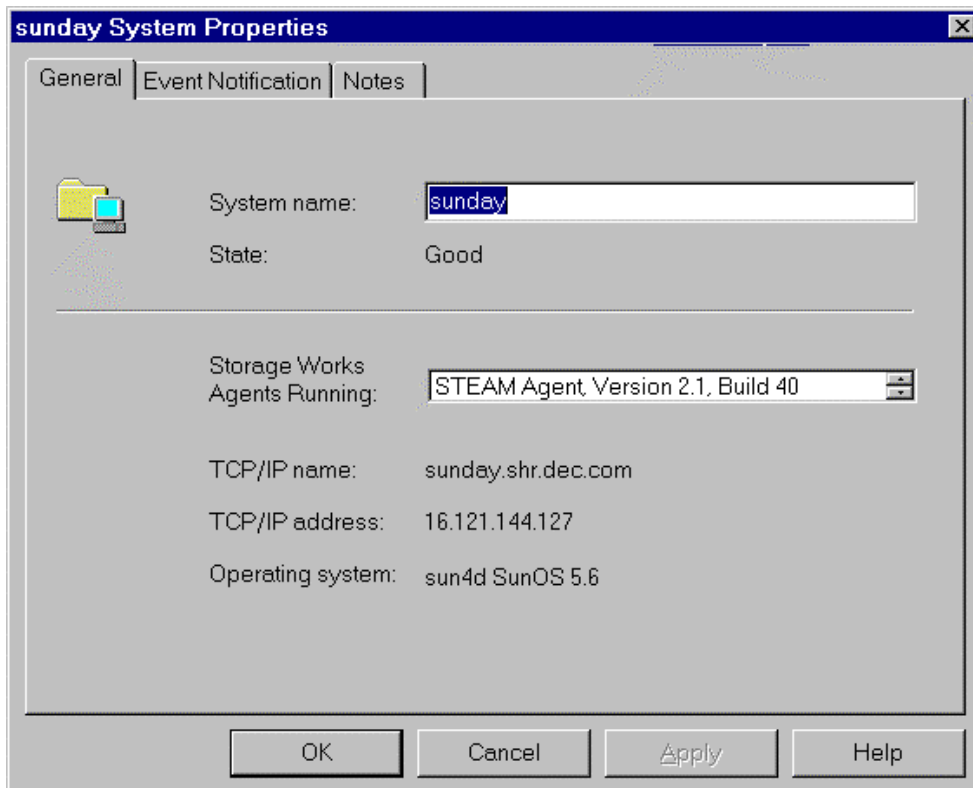 sunday System Properties
General Event Notification Notes
System name: sunday
State: Good
Storage Works
Agents Running: STEAM Agent, Version 2.1, Build 40
TCP/IP name: sunday.shr.dec.com
TCP/IP address: 16.121.144.127
Operating system: sun4d SunOS 5.6
OK Cancel Apply Help